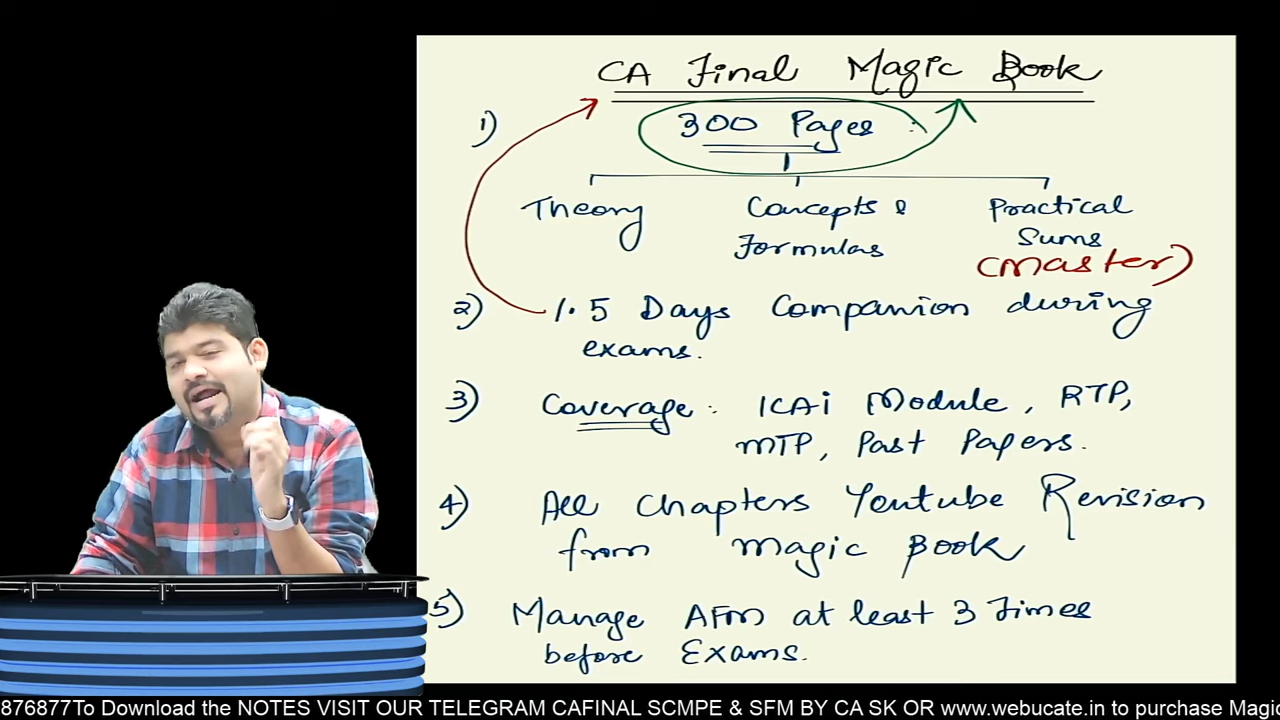 CA Final Magic Book
1) 300 Pages :
Theory Concepts & Practical
Formulas Sums
(Master)
2) 1.5 Days Companion during
exams.
3) Coverage : ICAi Module, RTP,
MTP, Past Papers.
4) All Chapters Youtube Revision
from Magic Book
5) Manage AFM at least 3 Times
before Exams.
876877To Download the NOTES VISIT OUR TELEGRAM CAFINAL SCMPE & SFM BY CA SK OR www.webucate.in to purchase Magic